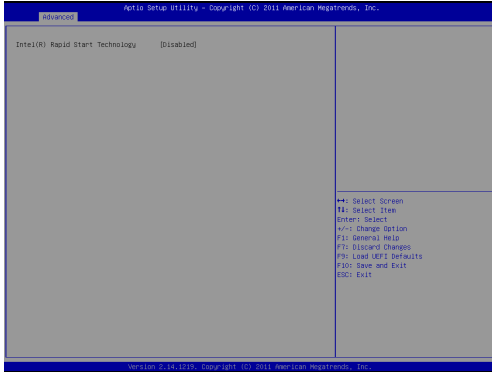 Aptio Setup Utility - Copyright (C) 2011 American Megatrends, Inc.
Advanced
Intel(R) Rapid Start Technology [Disabled]
↔: Select Screen
↑↓: Select Item
Enter: Select
+/-: Change Option
F1: General Help
F7: Discard Changes
F9: Load UEFI Defaults
F10: Save and Exit
ESC: Exit
Version 2.14.1219. Copyright (C) 2011 American Megatrends, Inc.